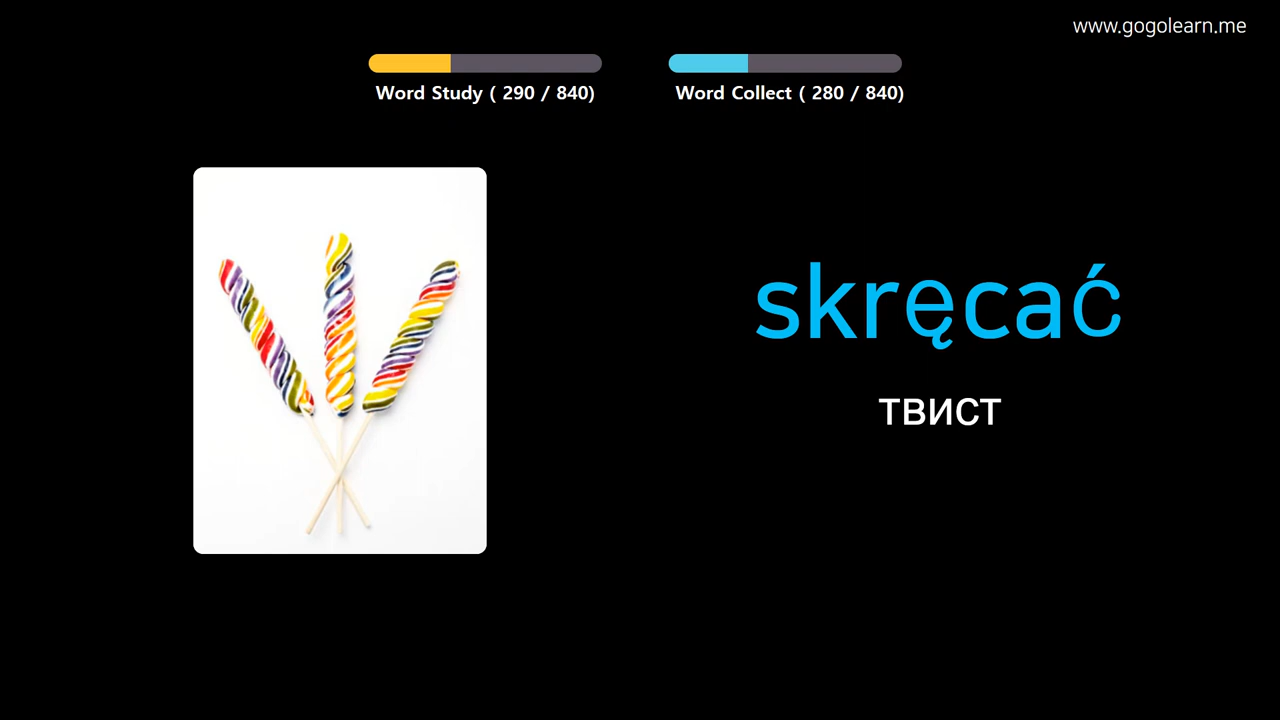 www.gogolearn.me
Word Study ( 290 / 840)
Word Collect ( 280 / 840)
skręcać
твист